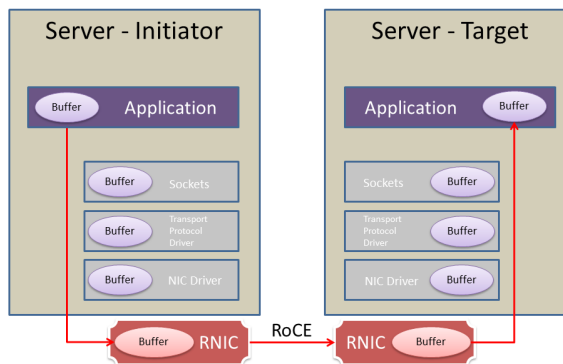 Server - Initiator
Buffer Application
Buffer Sockets
Buffer Transport
Protocol
Driver
Buffer NIC Driver
Buffer RNIC
RoCE
Server - Target
Application Buffer
Sockets Buffer
Transport
Protocol
Driver Buffer
NIC Driver Buffer
RNIC Buffer